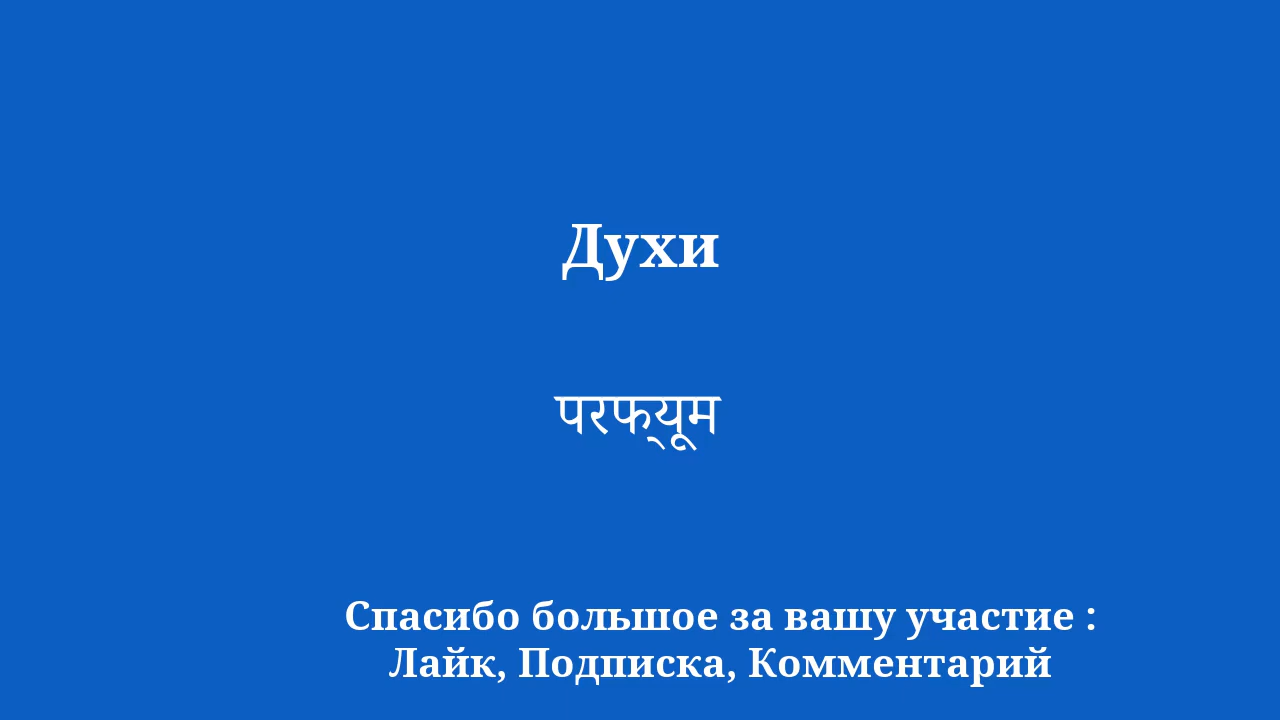 Духи
परफ्यूम
Спасибо большое за вашу участие :
Лайк, Подписка, Комментарий